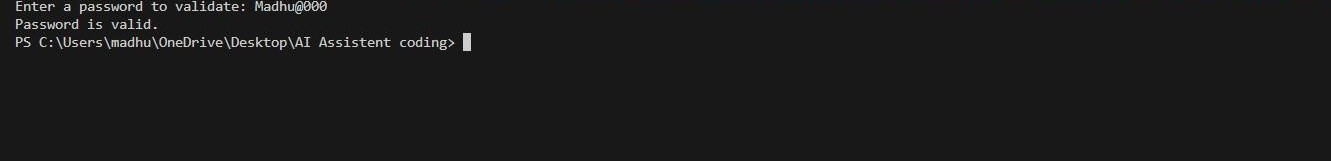 Enter a password to validate: Madhu@000
Password is valid.
PS C:\Users\madhu\OneDrive\Desktop\AI Assistent coding>